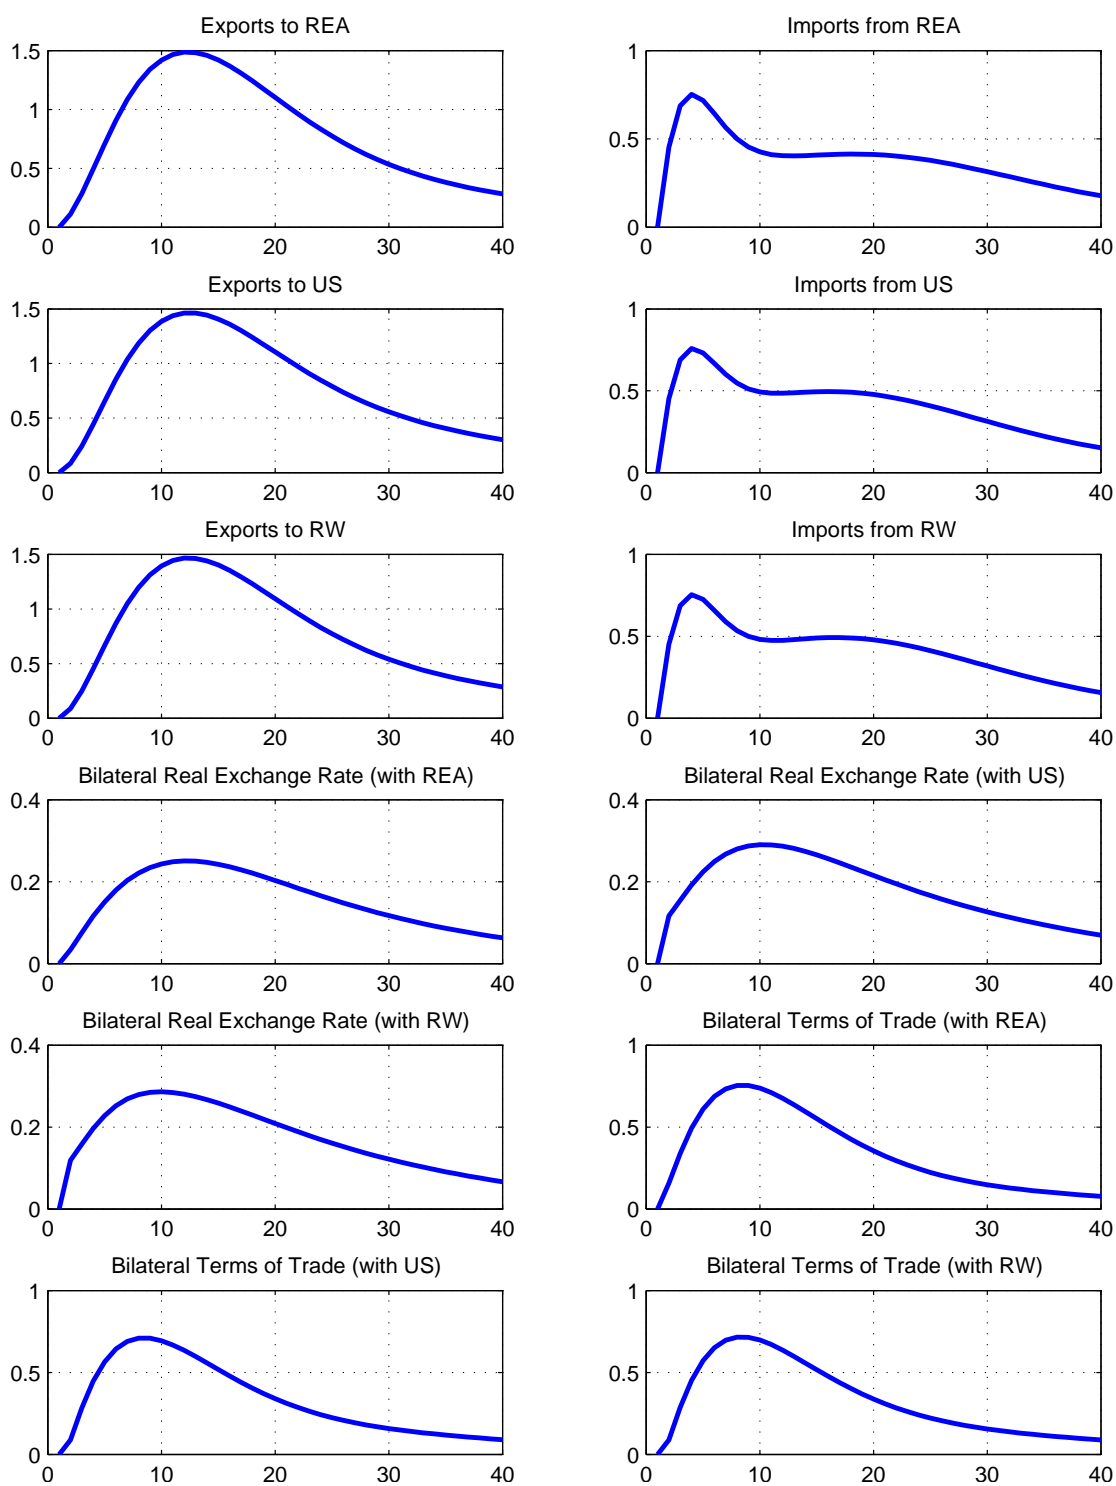 Exports to REA
Imports from REA
1.5
1
0.5
0
0 10 20 30 40
1
0.5
0
0 10 20 30 40
Exports to US
Imports from US
1.5
1
0.5
0
0 10 20 30 40
1
0.5
0
0 10 20 30 40
Exports to RW
Imports from RW
1.5
1
0.5
0
0 10 20 30 40
1
0.5
0
0 10 20 30 40
Bilateral Real Exchange Rate (with REA)
Bilateral Real Exchange Rate (with US)
0.4
0.2
0
0 10 20 30 40
0.4
0.2
0
0 10 20 30 40
Bilateral Real Exchange Rate (with RW)
Bilateral Terms of Trade (with REA)
0.4
0.2
0
0 10 20 30 40
1
0.5
0
0 10 20 30 40
Bilateral Terms of Trade (with US)
Bilateral Terms of Trade (with RW)
1
0.5
0
0 10 20 30 40
1
0.5
0
0 10 20 30 40